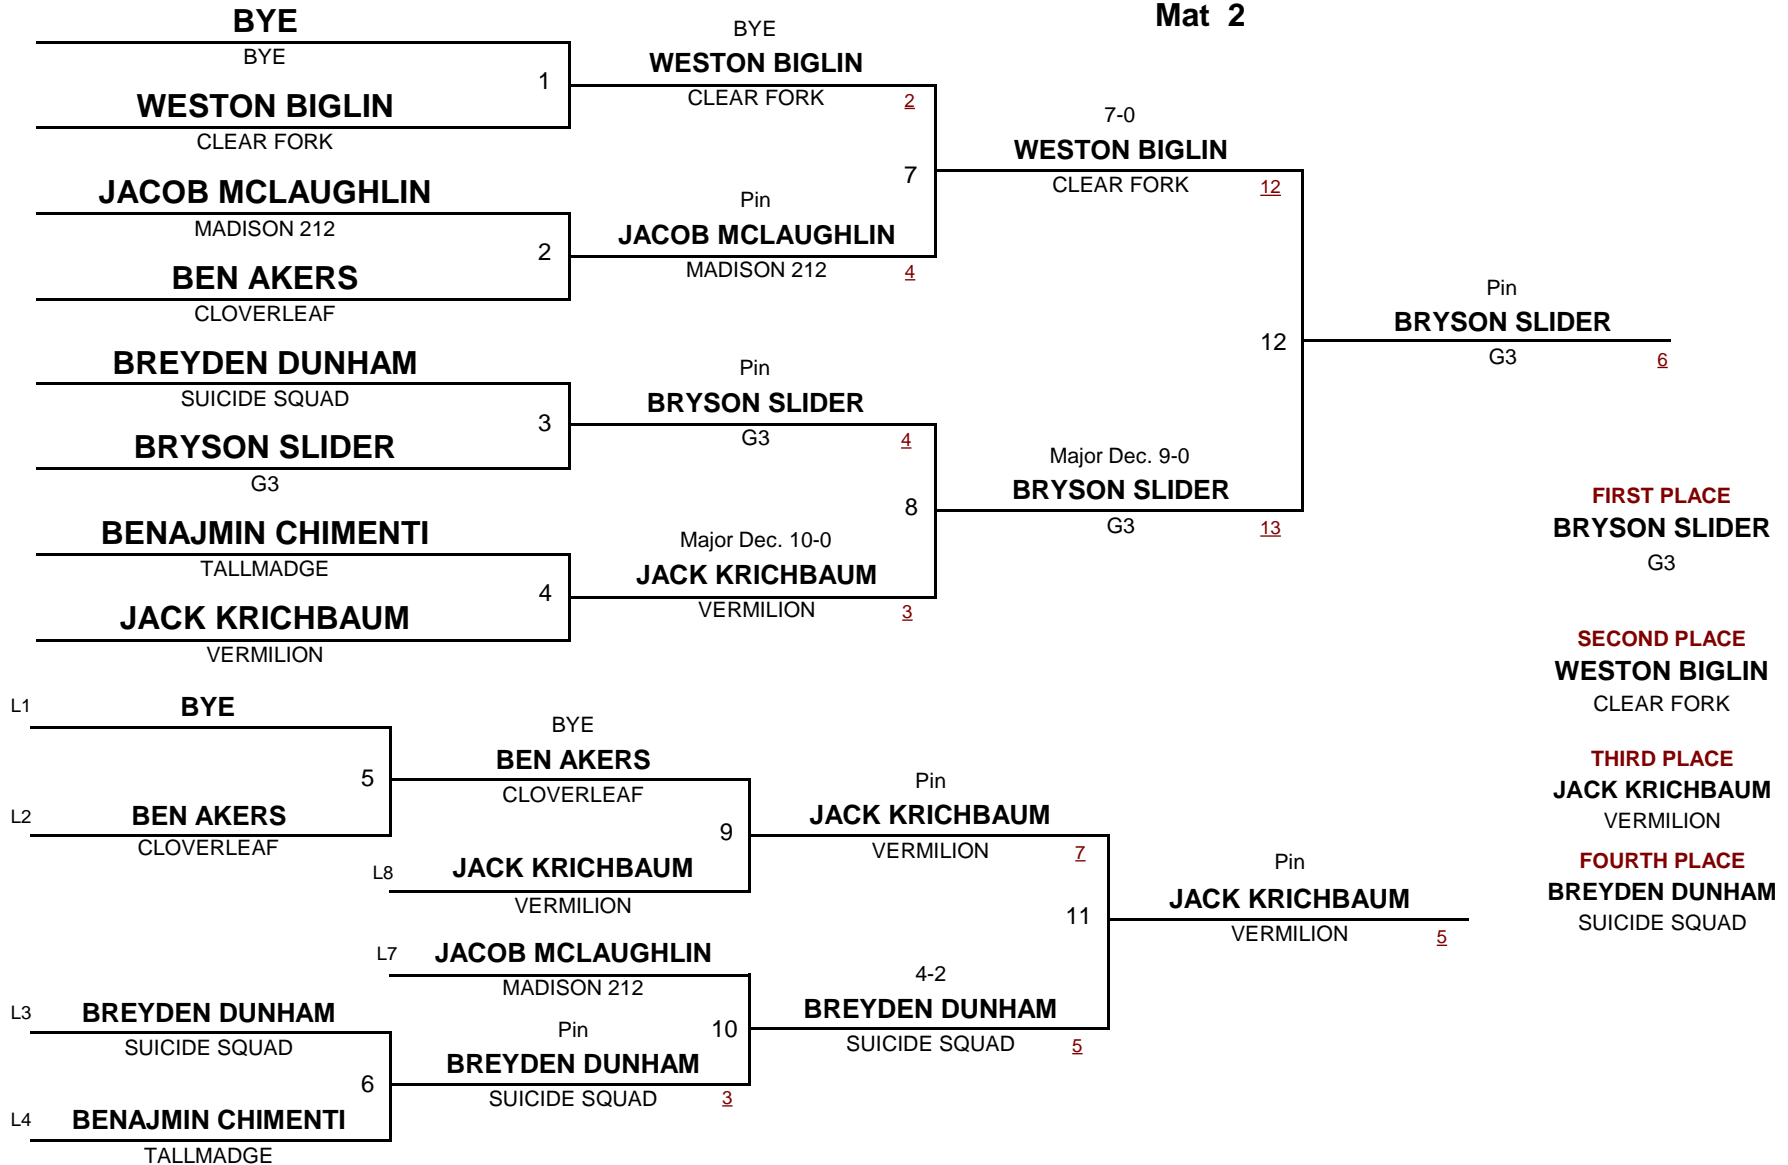 Mat 2
BYE
BYE
1
WESTON BIGLIN
CLEAR FORK
JACOB MCLAUGHLIN
MADISON 212
2
BEN AKERS
CLOVERLEAF
BREYDEN DUNHAM
SUICIDE SQUAD
3
BRYSON SLIDER
G3
BENAJMIN CHIMENTI
TALLMADGE
4
JACK KRICHBAUM
VERMILION
BYE
WESTON BIGLIN
CLEAR FORK 2
7
Pin
JACOB MCLAUGHLIN
MADISON 212 4
Pin
BRYSON SLIDER
G3 4
8
Major Dec. 10-0
JACK KRICHBAUM
VERMILION 3
7-0
WESTON BIGLIN
CLEAR FORK 12
12
Major Dec. 9-0
BRYSON SLIDER
G3 13
Pin
BRYSON SLIDER
G3 6
FIRST PLACE
BRYSON SLIDER
G3
SECOND PLACE
WESTON BIGLIN
CLEAR FORK
THIRD PLACE
JACK KRICHBAUM
VERMILION
FOURTH PLACE
BREYDEN DUNHAM
SUICIDE SQUAD
L1 BYE
5
L2 BEN AKERS
CLOVERLEAF
L3 BREYDEN DUNHAM
SUICIDE SQUAD
6
L4 BENAJMIN CHIMENTI
TALLMADGE
BYE
BEN AKERS
CLOVERLEAF
9
L8 JACK KRICHBAUM
VERMILION
L7 JACOB MCLAUGHLIN
MADISON 212
10
Pin
BREYDEN DUNHAM
SUICIDE SQUAD 3
Pin
JACK KRICHBAUM
VERMILION 7
11
4-2
BREYDEN DUNHAM
SUICIDE SQUAD 5
Pin
JACK KRICHBAUM
VERMILION 5